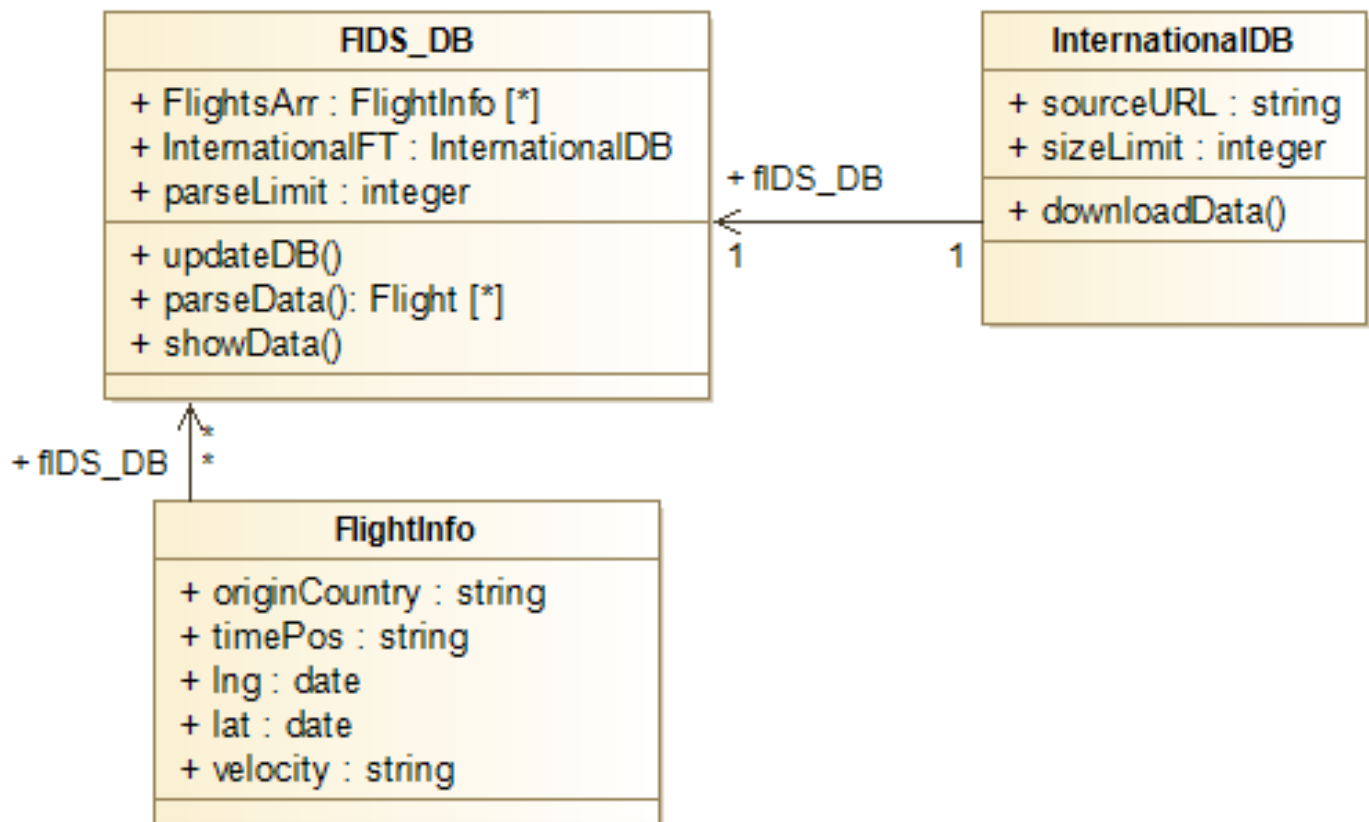 FIDS_DB
+ FlightsArr : FlightInfo [*]
+ InternationalFT : InternationalDB
+ parseLimit : integer
+ updateDB()
+ parseData(): Flight [*]
+ showData()
InternationalDB
+ sourceURL : string
+ sizeLimit : integer
+ downloadData()
+ fIDS_DB
1
1
+ fIDS_DB
*
*
FlightInfo
+ originCountry : string
+ timePos : string
+ lng : date
+ lat : date
+ velocity : string